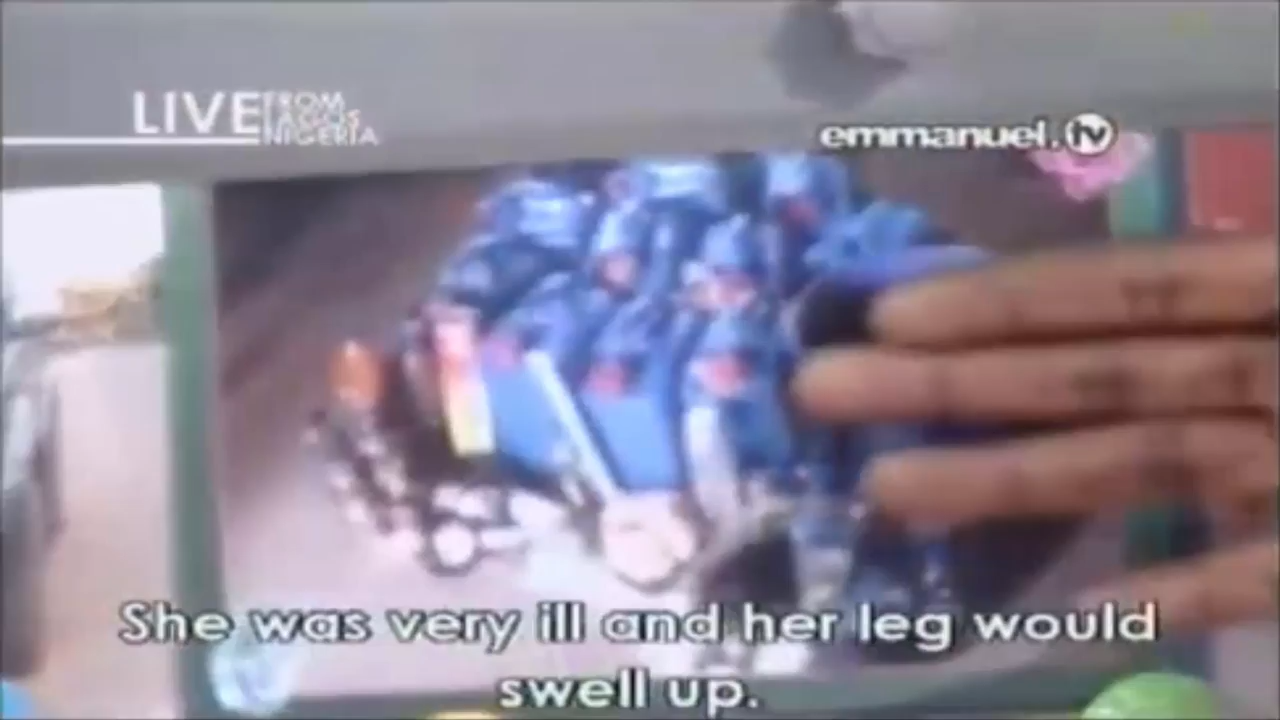 LIVE FROM
LAGOS
NIGERIA
emmanuel.tv
She was very ill and her leg would
swell up.